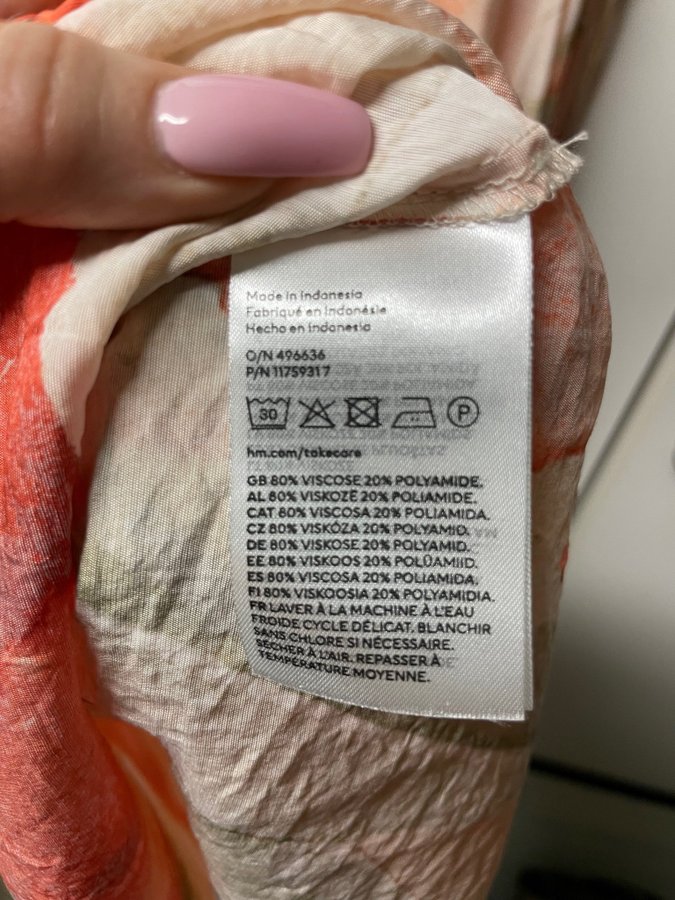 Made in Indonesia
Fabriqué en Indonésie
Hecho en Indonesia
O/N 496636
P/N 1175931 7
30 P
hm.com/takecare
GB 80% VISCOSE 20% POLYAMIDE.
AL 80% VISKOZË 20% POLIAMIDE.
CAT 80% VISCOSA 20% POLIAMIDA.
CZ 80% VISKÓZA 20% POLYAMID.
DE 80% VISKOSE 20% POLYAMID.
EE 80% VISKOOS 20% POLÜAMIID.
ES 80% VISCOSA 20% POLIAMIDA.
FI 80% VISKOOSIA 20% POLYAMIDIA.
FR LAVER À LA MACHINE À L'EAU
FROIDE CYCLE DÉLICAT. BLANCHIR
SANS CHLORE SI NÉCESSAIRE.
SÉCHER À L'AIR. REPASSER À
TEMPÉRATURE MOYENNE.